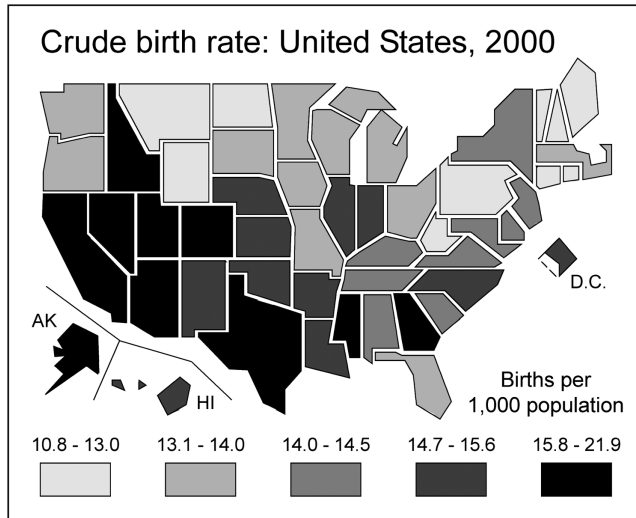 Crude birth rate: United States, 2000
D.C.
AK
HI
Births per
1,000 population
10.8 - 13.0
13.1 - 14.0
14.0 - 14.5
14.7 - 15.6
15.8 - 21.9